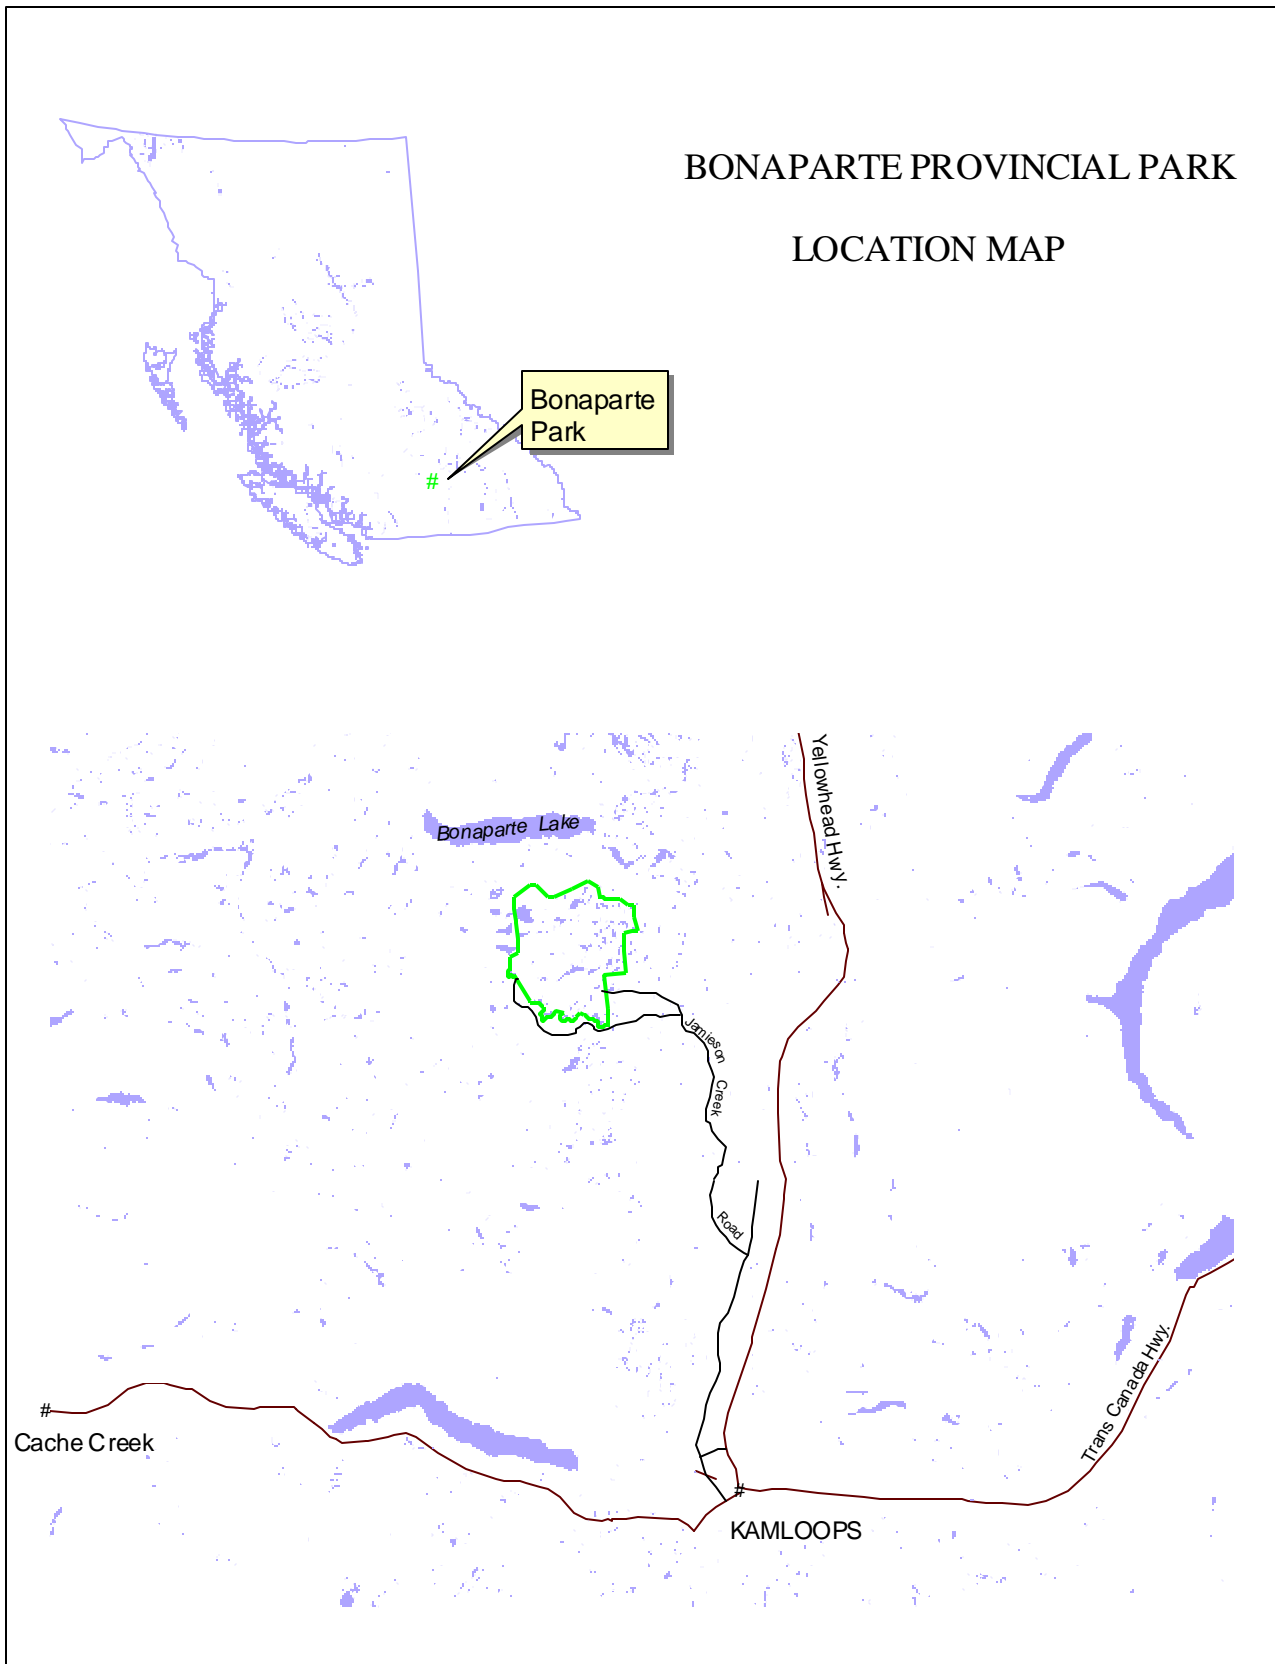 BONAPARTE PROVINCIAL PARK
LOCATION MAP
Bonaparte
Park
#
Yellowhead Hwy.
Bonaparte Lake
Jamieson
Creek
Road
Trans Canada Hwy.
#
Cache Creek
#
KAMLOOPS